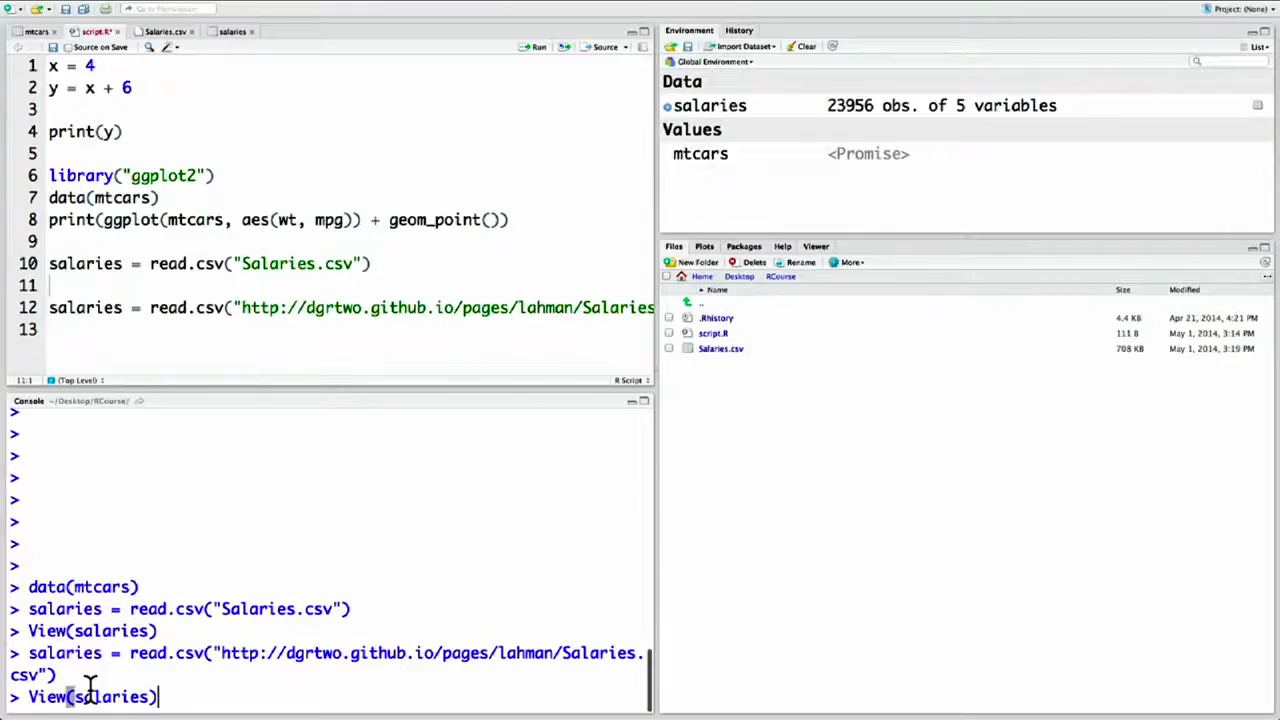 Go to file/function
Project: (None)
mtcars
script.R*
Salaries.csv
salaries
Source on Save
Run
Source
1 x = 4
2 y = x + 6
3
4 print(y)
5
6 library("ggplot2")
7 data(mtcars)
8 print(ggplot(mtcars, aes(wt, mpg)) + geom_point())
9
10 salaries = read.csv("Salaries.csv")
11
12 salaries = read.csv("http://dgrtwo.github.io/pages/lahman/Salaries
13
11:1 (Top Level) R Script
Console ~/Desktop/RCourse/
>
>
>
>
>
>
>
>
> data(mtcars)
> salaries = read.csv("Salaries.csv")
> View(salaries)
> salaries = read.csv("http://dgrtwo.github.io/pages/lahman/Salaries.
csv")
> View(salaries)
Environment History
Import Dataset Clear List
Global Environment
Data
salaries 23956 obs. of 5 variables
Values
mtcars <Promise>
Files Plots Packages Help Viewer
New Folder Delete Rename More
Home Desktop RCourse
Name Size Modified
..
.Rhistory 4.4 KB Apr 21, 2014, 4:21 PM
script.R 111 B May 1, 2014, 3:14 PM
Salaries.csv 708 KB May 1, 2014, 3:19 PM